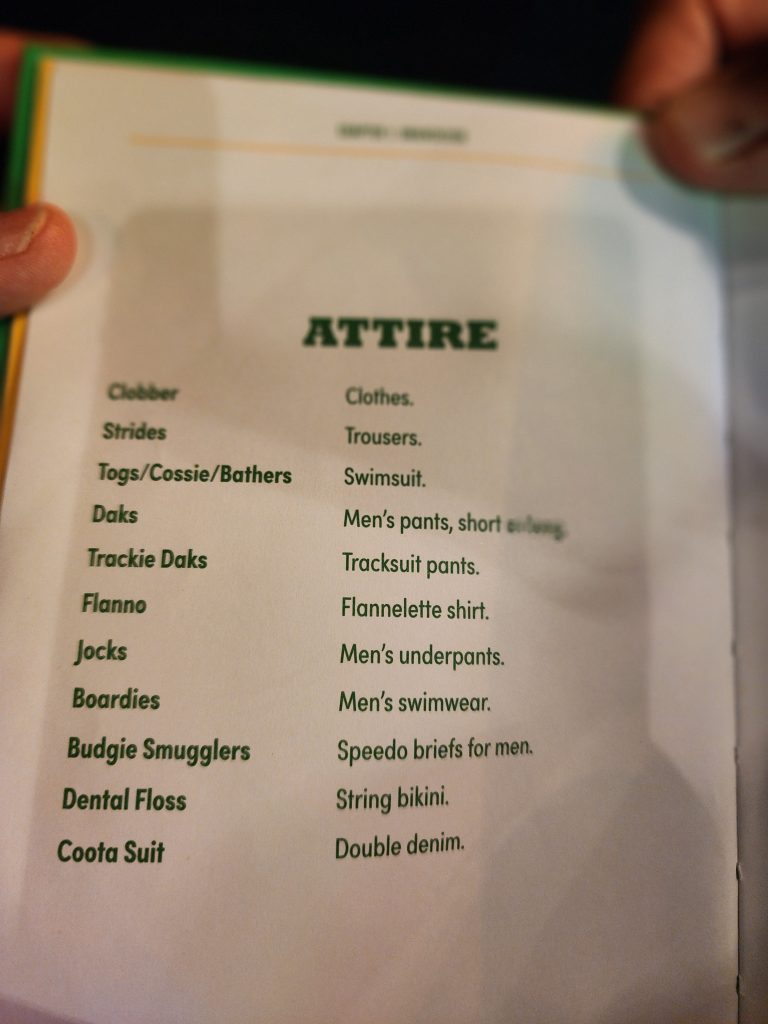 ATTIRE
Clobber Clothes.
Strides Trousers.
Togs/Cossie/Bathers Swimsuit.
Daks Men's pants, short or long.
Trackie Daks Tracksuit pants.
Flanno Flannelette shirt.
Jocks Men's underpants.
Boardies Men's swimwear.
Budgie Smugglers Speedo briefs for men.
Dental Floss String bikini.
Coota Suit Double denim.